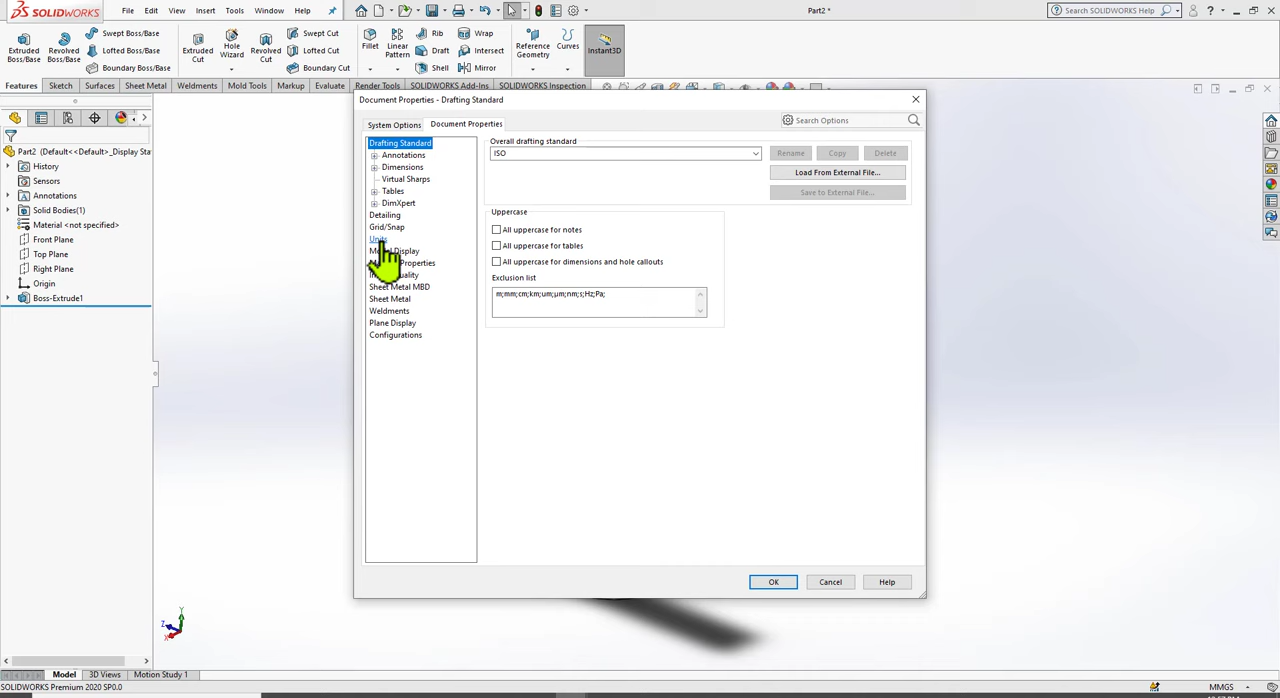 SOLIDWORKS
File Edit View Insert Tools Window Help
Part2 *
Search SOLIDWORKS Help
Extruded Boss/Base
Revolved Boss/Base
Swept Boss/Base
Lofted Boss/Base
Boundary Boss/Base
Extruded Cut
Hole Wizard
Revolved Cut
Swept Cut
Lofted Cut
Boundary Cut
Fillet
Linear Pattern
Rib
Draft
Shell
Wrap
Intersect
Mirror
Reference Geometry
Curves
Instant3D
Features Sketch Surfaces Sheet Metal Weldments Mold Tools Markup Evaluate Render Tools SOLIDWORKS Add-Ins SOLIDWORKS Inspection
Part2 (Default<<Default>_Display Sta
History
Sensors
Annotations
Solid Bodies(1)
Material <not specified>
Front Plane
Top Plane
Right Plane
Origin
Boss-Extrude1
Document Properties - Drafting Standard
System Options Document Properties
Search Options
Drafting Standard
Annotations
Dimensions
Virtual Sharps
Tables
DimXpert
Detailing
Grid/Snap
Units
Display
Properties
Sheet Metal MBD
Sheet Metal
Weldments
Plane Display
Configurations
Overall drafting standard
ISO
Rename Copy Delete
Load From External File...
Save to External File...
Uppercase
All uppercase for notes
All uppercase for tables
All uppercase for dimensions and hole callouts
Exclusion list
m;mm;cm;km;um;µm;nm;s;Hz;Pa;
OK Cancel Help
Y
Z
X
Model 3D Views Motion Study 1
SOLIDWORKS Premium 2020 SP0.0
MMGS